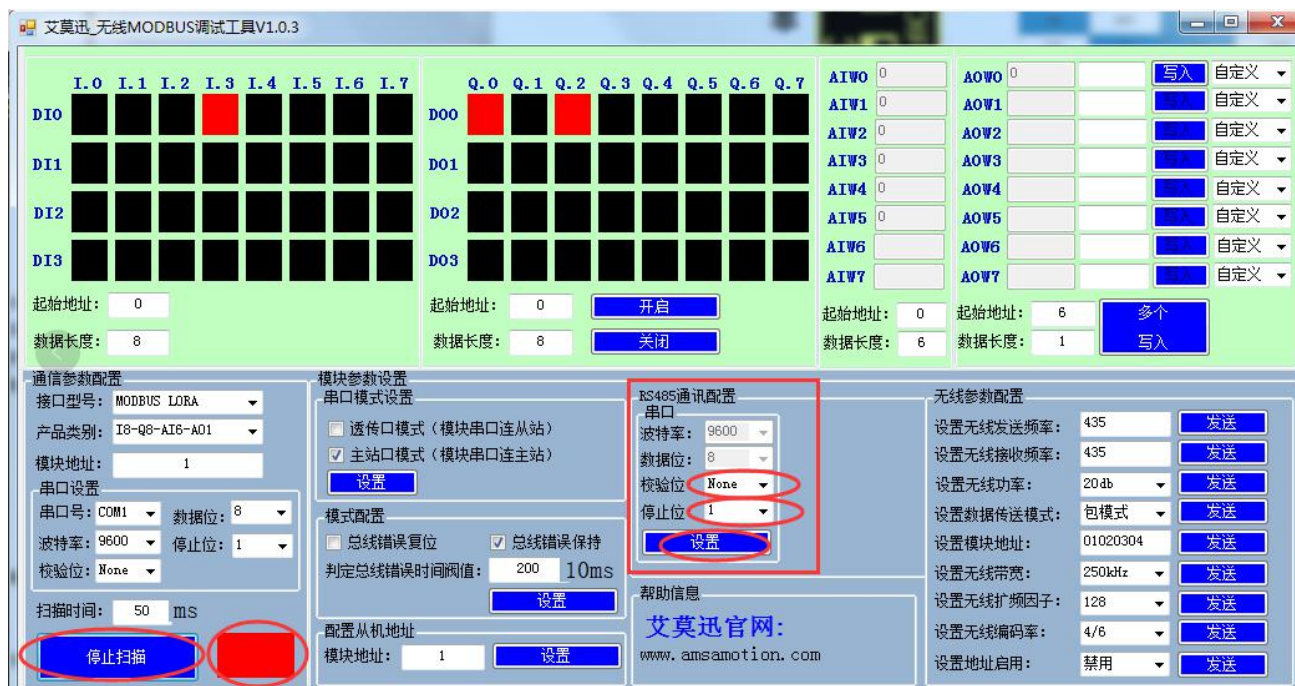 艾莫迅_无线MODBUS调试工具V1.0.3
I.0 I.1 I.2 I.3 I.4 I.5 I.6 I.7
DI0
DI1
DI2
DI3
起始地址: 0
数据长度: 8
Q.0 Q.1 Q.2 Q.3 Q.4 Q.5 Q.6 Q.7
DO0
DO1
DO2
DO3
起始地址: 0 开启
数据长度: 8 关闭
AIW0 0
AIW1 0
AIW2 0
AIW3 0
AIW4 0
AIW5 0
AIW6
AIW7
起始地址: 0
数据长度: 6
AOW0 0 写入 自定义
AOW1 写入 自定义
AOW2 写入 自定义
AOW3 写入 自定义
AOW4 写入 自定义
AOW5 写入 自定义
AOW6 写入 自定义
AOW7 写入 自定义
起始地址: 6
数据长度: 1
多个
写入
通信参数配置
接口型号: MODBUS LORA
产品类别: I8-Q8-AI6-AO1
模块地址: 1
串口设置
串口号: COM1 数据位: 8
波特率: 9600 停止位: 1
校验位: None
扫描时间: 50 ms
停止扫描
模块参数设置
串口模式设置
透传口模式（模块串口连从站）
主站口模式（模块串口连主站）
设置
模式配置
总线错误复位 总线错误保持
判定总线错误时间阀值: 200 10ms
设置
配置从机地址
模块地址: 1 设置
RS485通讯配置
串口
波特率: 9600
数据位: 8
校验位 None
停止位 1
设置
帮助信息
艾莫迅官网:
www.amsamotion.com
无线参数配置
设置无线发送频率: 435 发送
设置无线接收频率: 435 发送
设置无线功率: 20db 发送
设置数据传送模式: 包模式 发送
设置模块地址: 01020304 发送
设置无线带宽: 250kHz 发送
设置无线扩频因子: 128 发送
设置无线编码率: 4/6 发送
设置地址启用: 禁用 发送